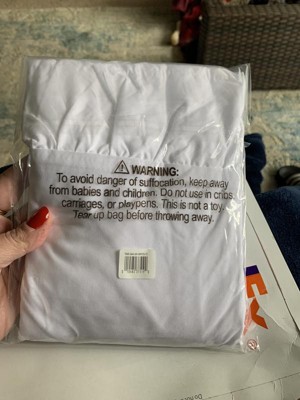 ⚠ WARNING:
To avoid danger of suffocation, keep away
from babies and children. Do not use in cribs,
carriages, or playpens. This is not a toy.
Tear up bag before throwing away.